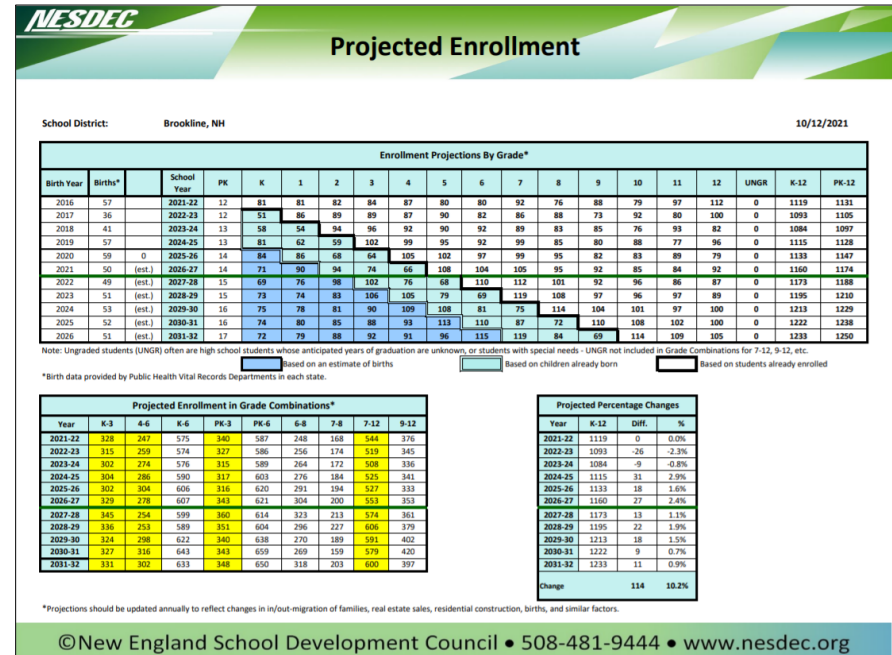 NESDEC
Projected Enrollment
School District: Brookline, NH 10/12/2021
Enrollment Projections By Grade*
Birth Year Births* School Year PK K 1 2 3 4 5 6 7 8 9 10 11 12 UNGR K-12 PK-12
2016 57 2021-22 12 81 81 82 84 87 80 80 92 76 88 79 97 112 0 1119 1131
2017 36 2022-23 12 51 86 89 89 87 90 82 86 88 73 92 80 100 0 1093 1105
2018 41 2023-24 13 58 54 94 96 92 90 92 89 83 85 76 93 82 0 1084 1097
2019 57 2024-25 13 81 62 59 102 99 95 92 99 85 80 88 77 96 0 1115 1128
2020 59 0 2025-26 14 84 86 68 64 105 102 97 99 95 82 83 89 79 0 1133 1147
2021 50 (est.) 2026-27 14 71 90 94 74 66 108 104 105 95 92 85 84 92 0 1160 1174
2022 49 (est.) 2027-28 15 69 76 98 102 76 68 110 112 101 92 96 86 87 0 1173 1188
2023 51 (est.) 2028-29 15 73 74 83 106 105 79 69 119 108 97 96 97 89 0 1195 1210
2024 53 (est.) 2029-30 16 75 78 81 90 109 108 81 75 114 104 101 97 100 0 1213 1229
2025 52 (est.) 2030-31 16 74 80 85 88 93 113 110 87 72 110 108 102 100 0 1222 1238
2026 51 (est.) 2031-32 17 72 79 88 92 91 96 115 119 84 69 114 109 105 0 1233 1250
Note: Ungraded students (UNGR) often are high school students whose anticipated years of graduation are unknown, or students with special needs - UNGR not included in Grade Combinations for 7-12, 9-12, etc.
Based on an estimate of births Based on children already born Based on students already enrolled
*Birth data provided by Public Health Vital Records Departments in each state.
Projected Enrollment in Grade Combinations*
Year K-3 4-6 K-6 PK-3 PK-6 6-8 7-8 7-12 9-12
2021-22 328 247 575 340 587 248 168 544 376
2022-23 315 259 574 327 586 256 174 519 345
2023-24 302 274 576 315 589 264 172 508 336
2024-25 304 286 590 317 603 276 184 525 341
2025-26 302 304 606 316 620 291 194 527 333
2026-27 329 278 607 343 621 304 200 553 353
2027-28 345 254 599 360 614 323 213 574 361
2028-29 336 253 589 351 604 296 227 606 379
2029-30 324 298 622 340 638 270 189 591 402
2030-31 327 316 643 343 659 269 159 579 420
2031-32 331 302 633 348 650 318 203 600 397
Projected Percentage Changes
Year K-12 Diff. %
2021-22 1119 0 0.0%
2022-23 1093 -26 -2.3%
2023-24 1084 -9 -0.8%
2024-25 1115 31 2.9%
2025-26 1133 18 1.6%
2026-27 1160 27 2.4%
2027-28 1173 13 1.1%
2028-29 1195 22 1.9%
2029-30 1213 18 1.5%
2030-31 1222 9 0.7%
2031-32 1233 11 0.9%
Change 114 10.2%
*Projections should be updated annually to reflect changes in in/out-migration of families, real estate sales, residential construction, births, and similar factors.
©New England School Development Council • 508-481-9444 • www.nesdec.org